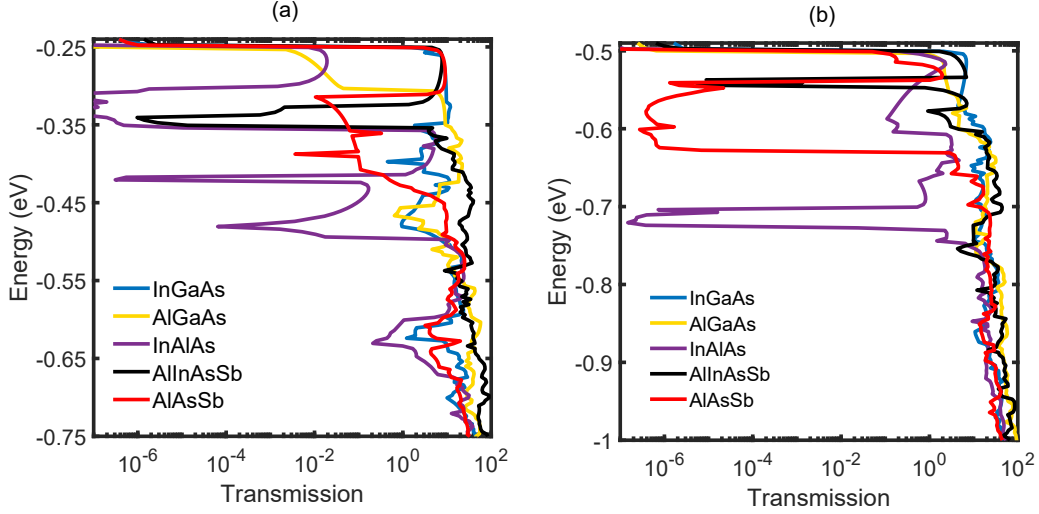 (a)
-0.25
-0.35
-0.45
-0.55
-0.65
-0.75
Energy (eV)
InGaAs
AlGaAs
InAlAs
AlInAsSb
AlAsSb
10^-6
10^-4
10^-2
10^0
10^2
Transmission
(b)
-0.5
-0.6
-0.7
-0.8
-0.9
-1
Energy (eV)
InGaAs
AlGaAs
InAlAs
AlInAsSb
AlAsSb
10^-6
10^-4
10^-2
10^0
10^2
Transmission